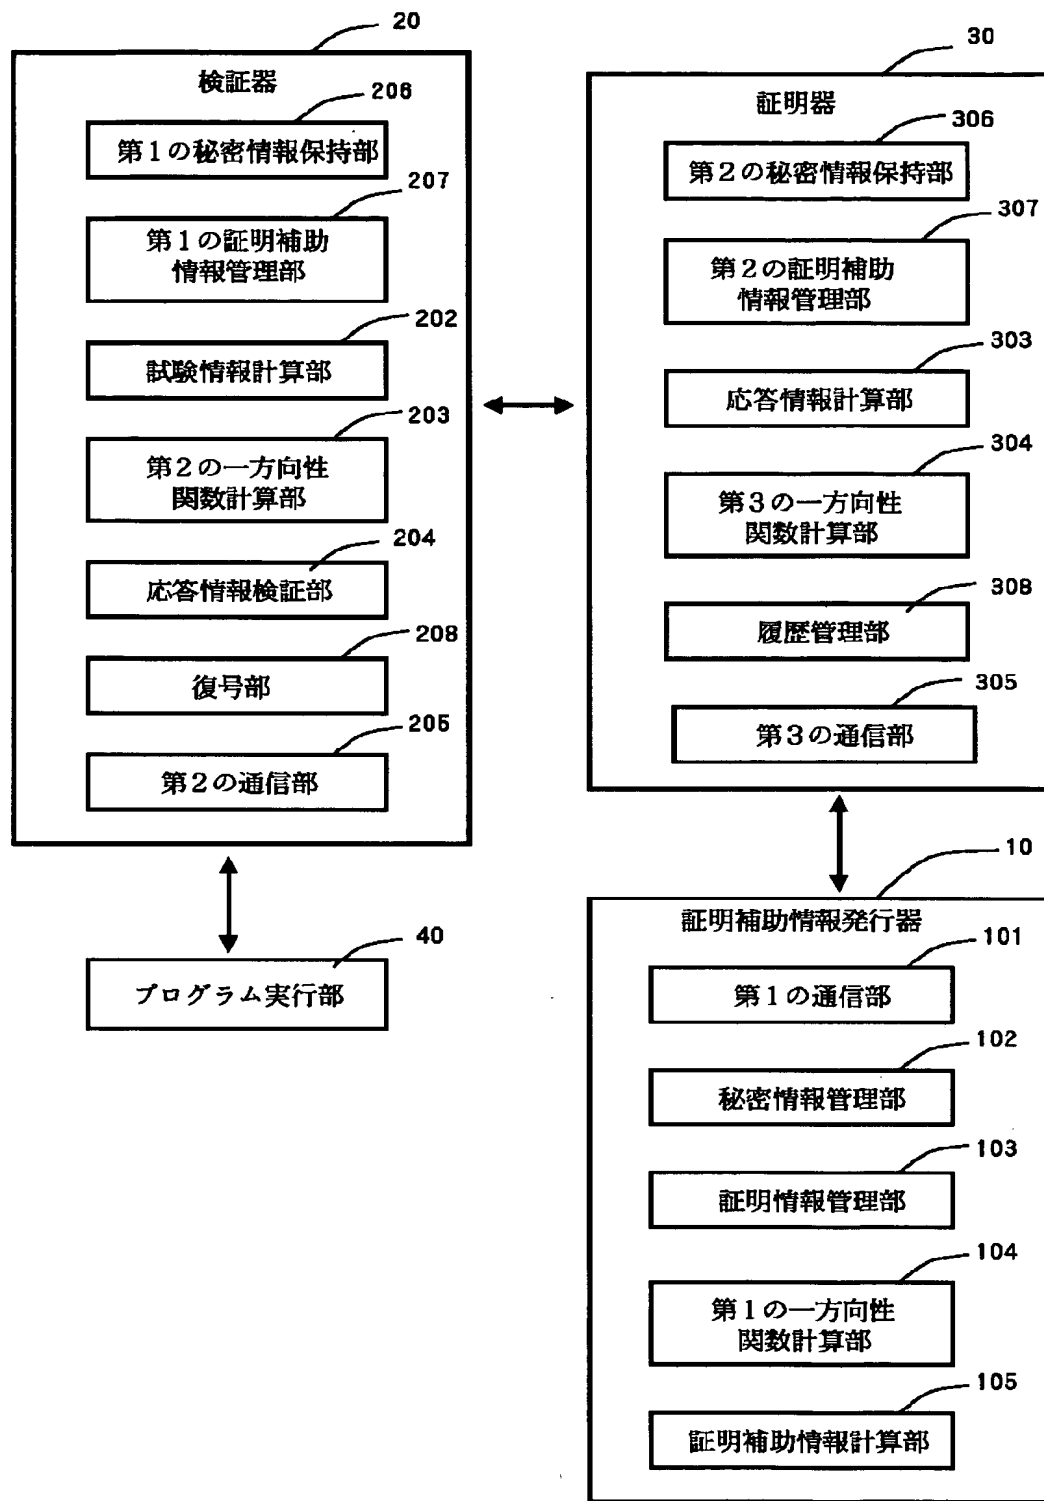 20
検証器
206
第1の秘密情報保持部
207
第1の証明補助
情報管理部
202
試験情報計算部
203
第2の一方向性
関数計算部
204
応答情報検証部
208
復号部
205
第2の通信部
40
プログラム実行部
30
証明器
306
第2の秘密情報保持部
307
第2の証明補助
情報管理部
303
応答情報計算部
304
第3の一方向性
関数計算部
308
履歴管理部
305
第3の通信部
10
証明補助情報発行器
101
第1の通信部
102
秘密情報管理部
103
証明情報管理部
104
第1の一方向性
関数計算部
105
証明補助情報計算部